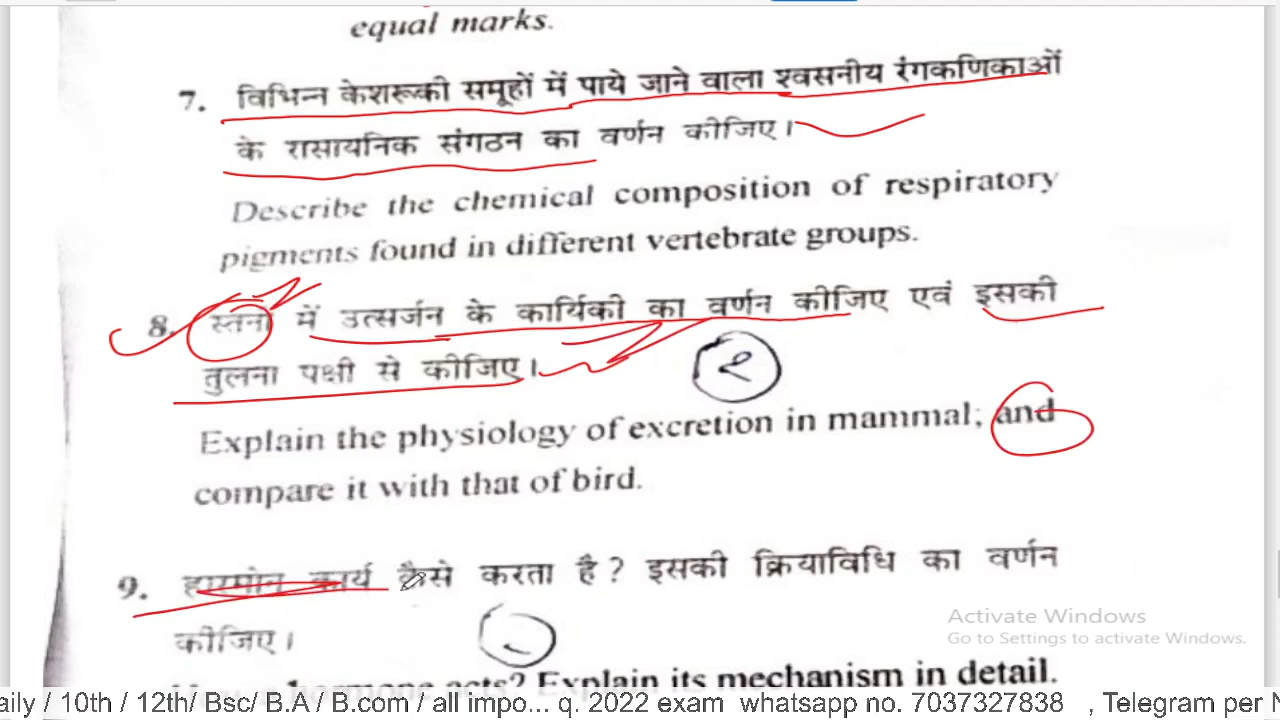 equal marks.
7. विभिन्न केशरूकी समूहों में पाये जाने वाला श्वसनीय रंगकणिकाओं
के रासायनिक संगठन का वर्णन कीजिए।
Describe the chemical composition of respiratory
pigments found in different vertebrate groups.
8. स्तनी में उत्सर्जन के कार्यिकी का वर्णन कीजिए एवं इसकी
तुलना पक्षी से कीजिए।
२
Explain the physiology of excretion in mammal; and
compare it with that of bird.
9. हारमोन कार्य कैसे करता है? इसकी क्रियाविधि का वर्णन
कीजिए।
Activate Windows
Go to Settings to activate Windows.
hormone acts? Explain its mechanism in detail.
aily / 10th / 12th/ Bsc/ B.A / B.com / all impo... q. 2022 exam whatsapp no. 7037327838 , Telegram per